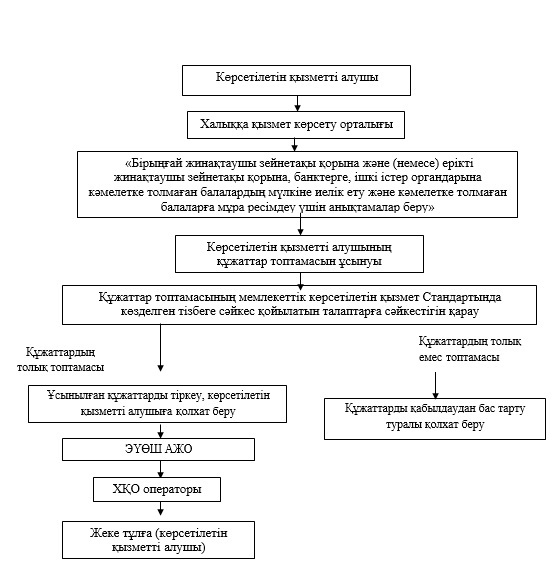 Көрсетілетін қызметті алушы
Халыққа қызмет көрсету орталығы
«Бірыңғай жинақтаушы зейнетақы қорына және (немесе) ерікті
жинақтаушы зейнетақы қорына, банктерге, ішкі істер органдарына
кәмелетке толмаған балалардың мүлкіне иелік ету және кәмелетке толмаған
балаларға мұра ресімдеу үшін анықтамалар беру»
Көрсетілетін қызметті алушының
құжаттар топтамасын ұсынуы
Құжаттар топтамасының мемлекеттік көрсетілетін қызмет Стандартында
көзделген тізбеге сәйкес қойылатын талаптарға сәйкестігін қарау
Құжаттардың
толық топтамасы
Құжаттардың толық
емес топтамасы
Ұсынылған құжаттарды тіркеу, көрсетілетін
қызметті алушыға қолхат беру
Құжаттарды қабылдаудан бас тарту
туралы қолхат беру
ЭҮӨШ АЖО
ХҚО операторы
Жеке тұлға (көрсетілетін
қызметті алушы)